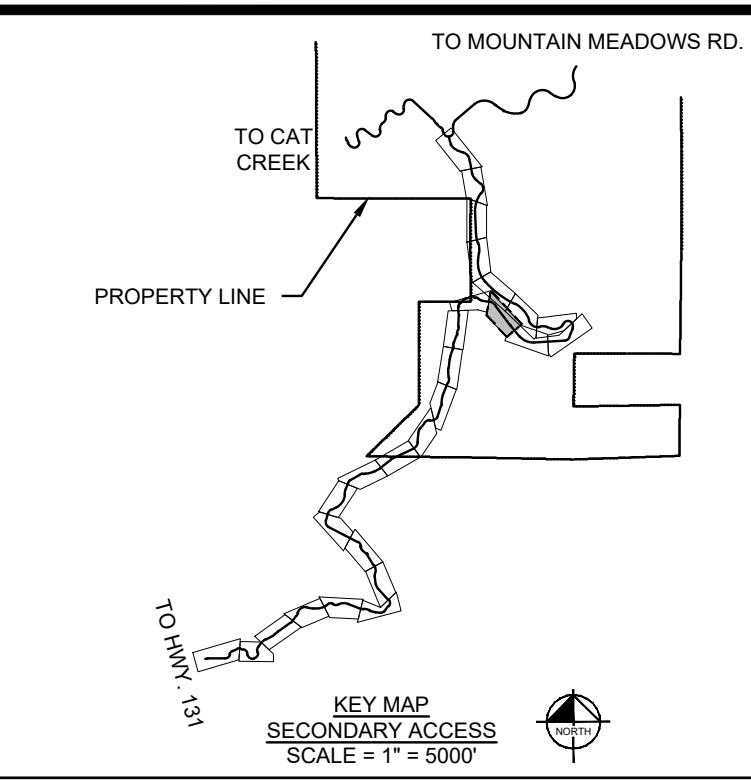 TO MOUNTAIN MEADOWS RD.
TO CAT
CREEK
PROPERTY LINE
TO HWY. 131
KEY MAP
SECONDARY ACCESS
SCALE = 1" = 5000'
NORTH